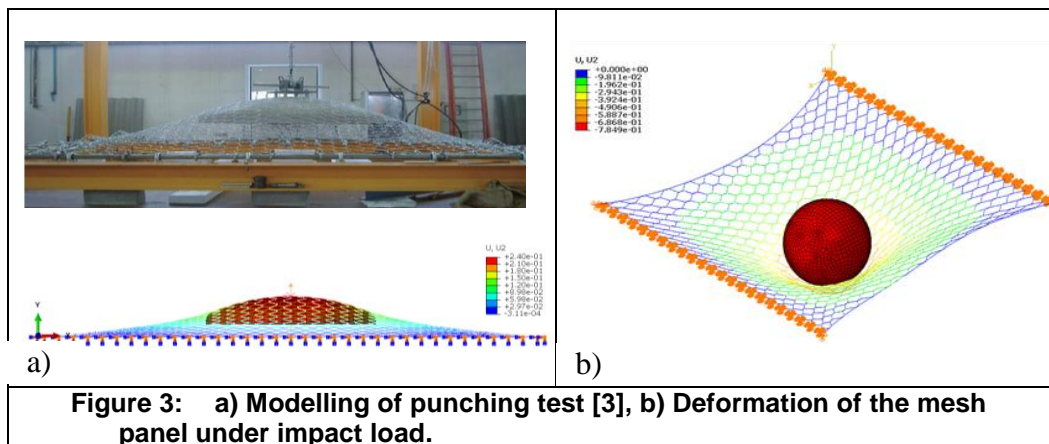 U, U2
+2.40e-01
+2.10e-01
+1.80e-01
+1.50e-01
+1.20e-01
+8.98e-02
+5.98e-02
+2.97e-02
-3.11e-04
Y
X
a)
U, U2
+0.000e+00
-9.811e-02
-1.962e-01
-2.943e-01
-3.924e-01
-4.906e-01
-5.887e-01
-6.868e-01
-7.849e-01
Y
X
b)
Figure 3: a) Modelling of punching test [3], b) Deformation of the mesh
panel under impact load.